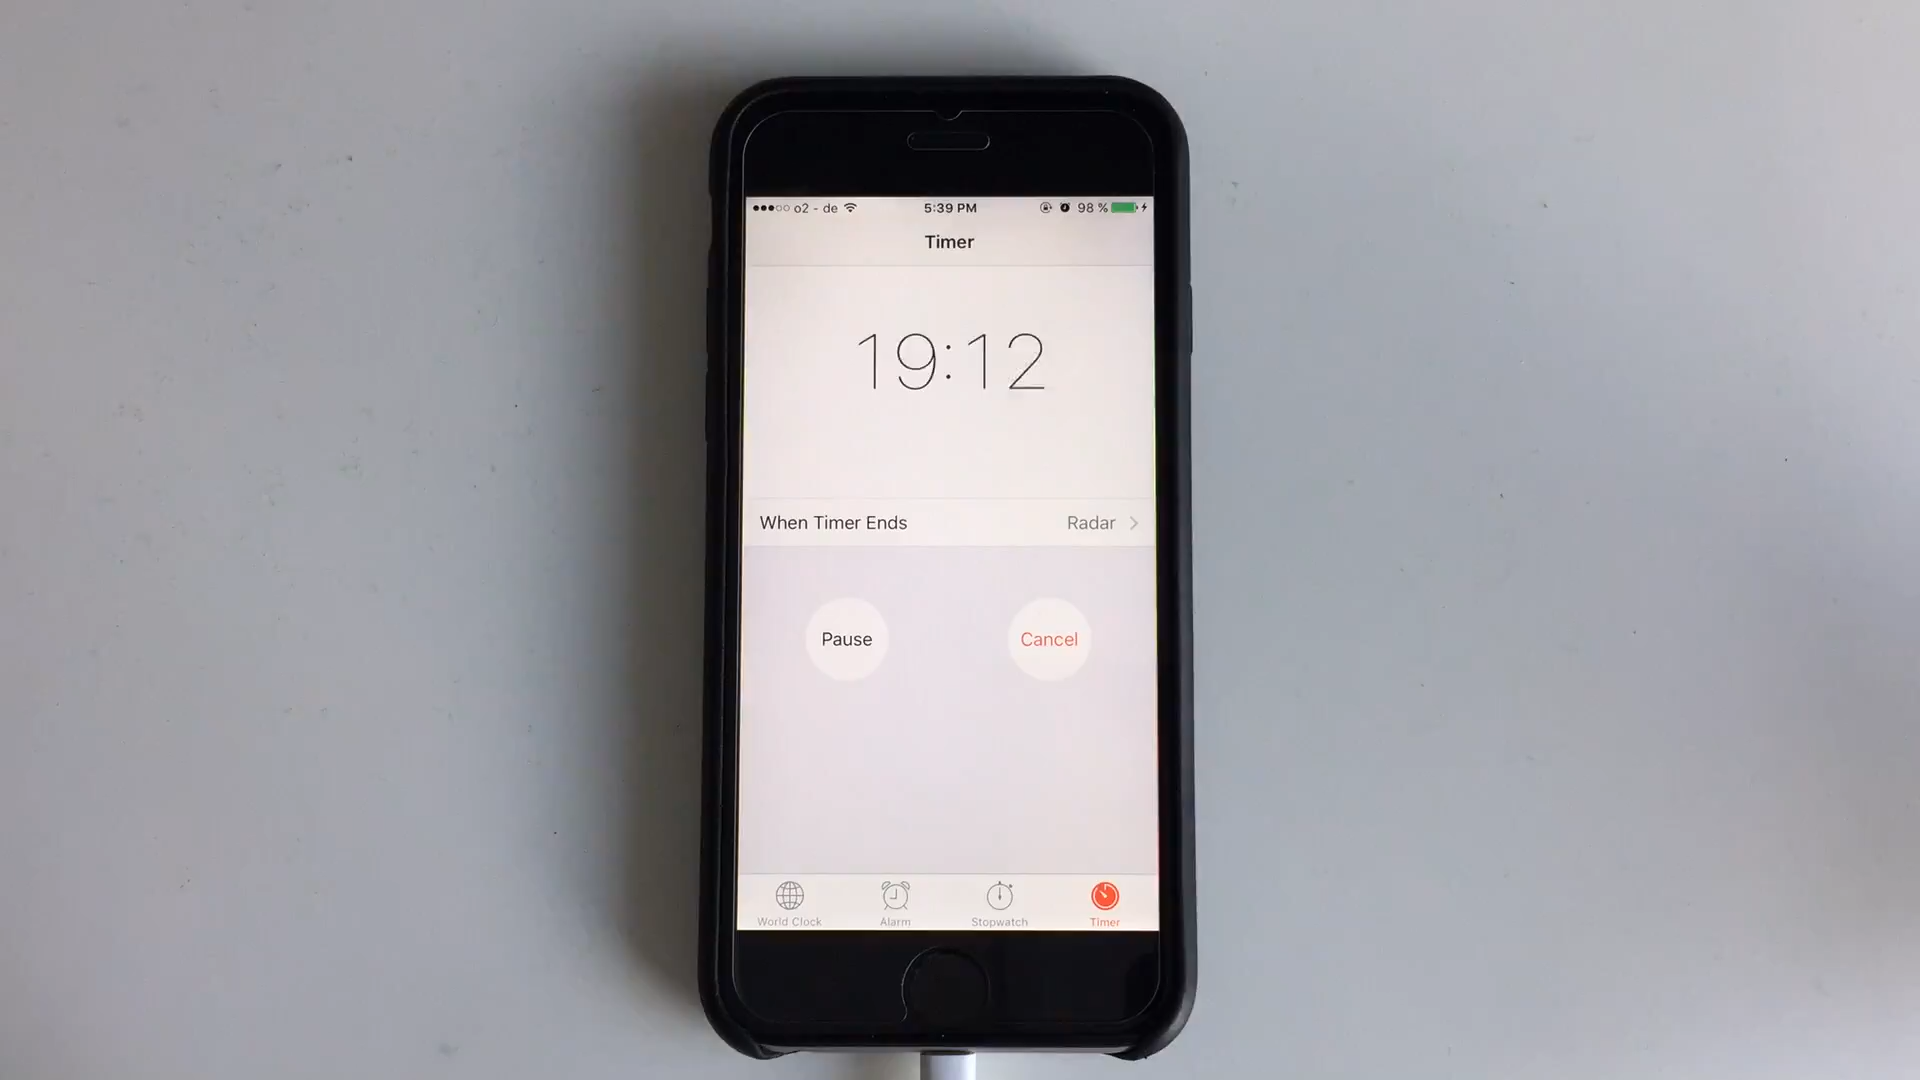 o2 - de 5:39 PM 98 %
Timer
19:12
When Timer Ends Radar
Pause Cancel
World Clock Alarm Stopwatch Timer